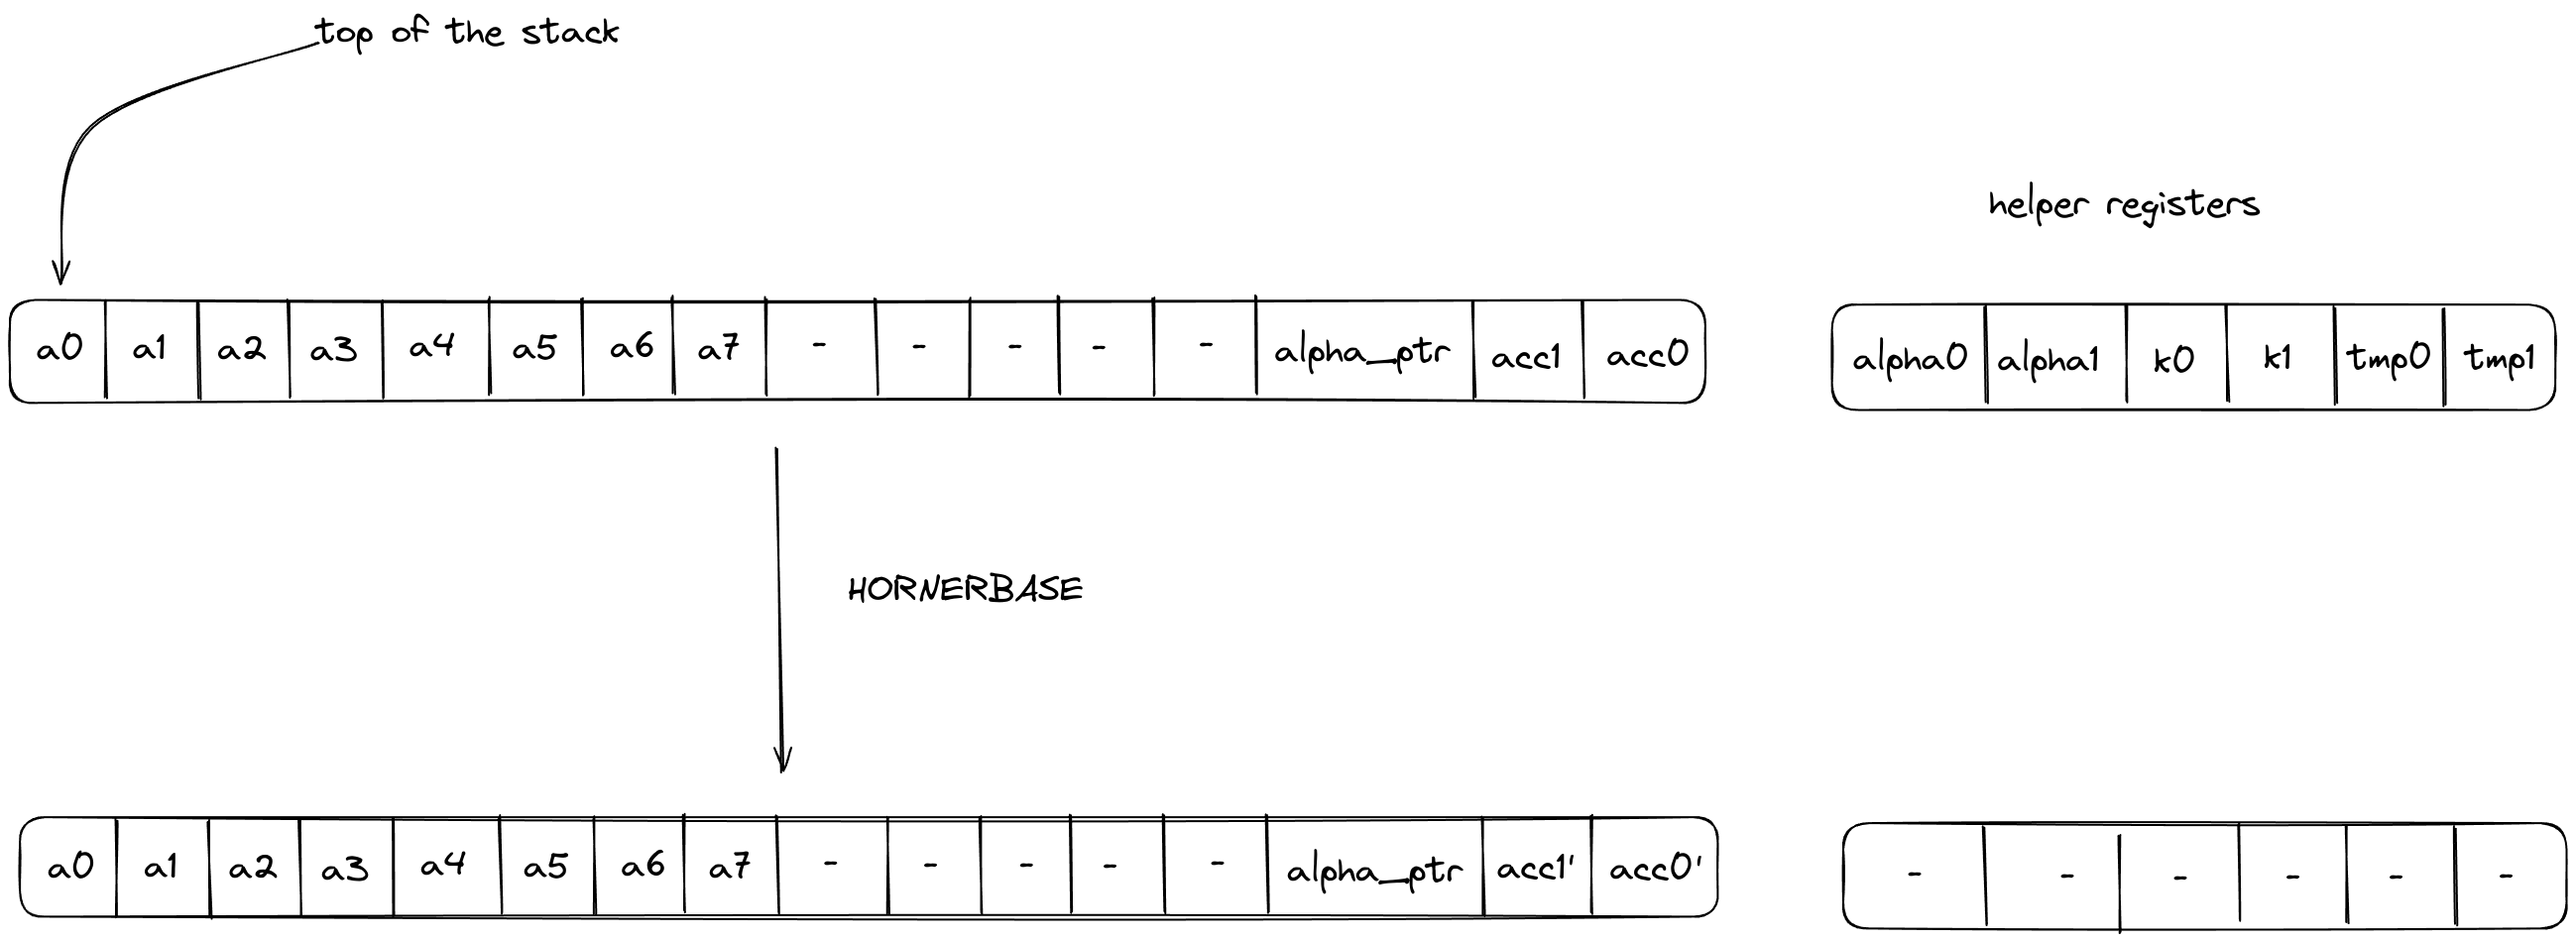 top of the stack
helper registers
a0 a1 a2 a3 a4 a5 a6 a7 - - - - - alpha_ptr acc1 acc0
alpha0 alpha1 k0 k1 tmp0 tmp1
HORNERBASE
a0 a1 a2 a3 a4 a5 a6 a7 - - - - - alpha_ptr acc1' acc0'
- - - - - -